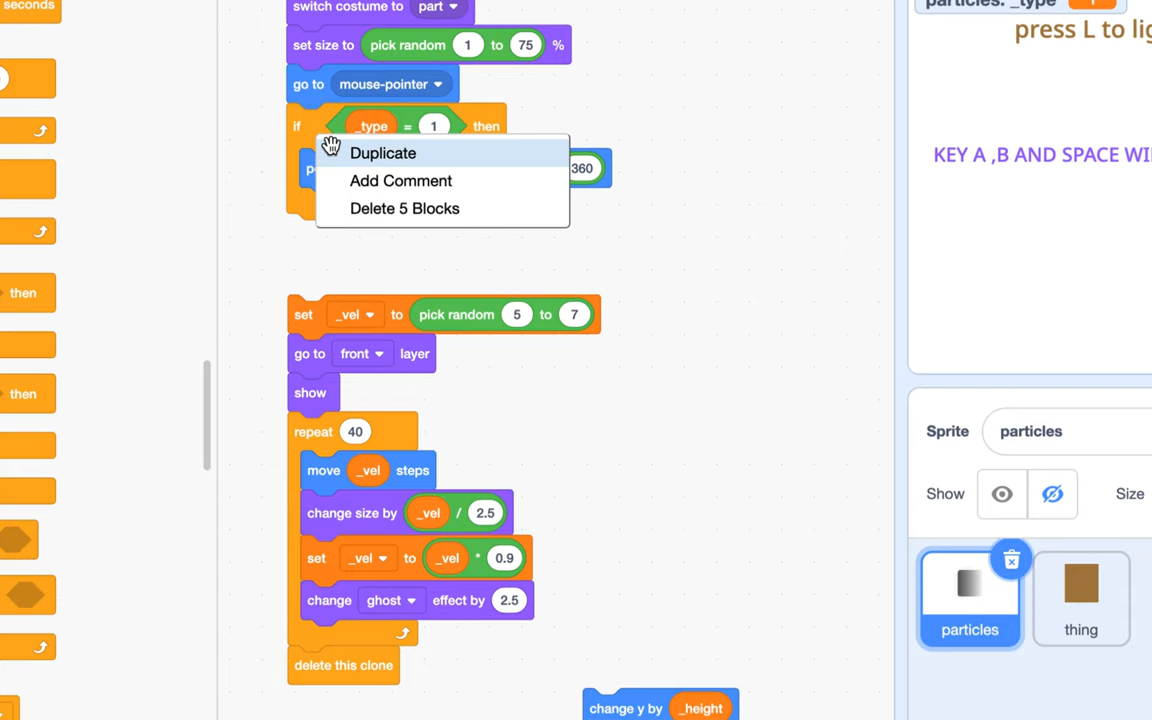 seconds
then
then
switch costume to part
set size to pick random 1 to 75 %
go to mouse-pointer
if _type = 1 then
360
Duplicate
Add Comment
Delete 5 Blocks
set _vel to pick random 5 to 7
go to front layer
show
repeat 40
move _vel steps
change size by _vel / 2.5
set _vel to _vel * 0.9
change ghost effect by 2.5
delete this clone
change y by _height
particles: _type
press L to lig
KEY A ,B AND SPACE WI
Sprite particles
Show Size
particles thing